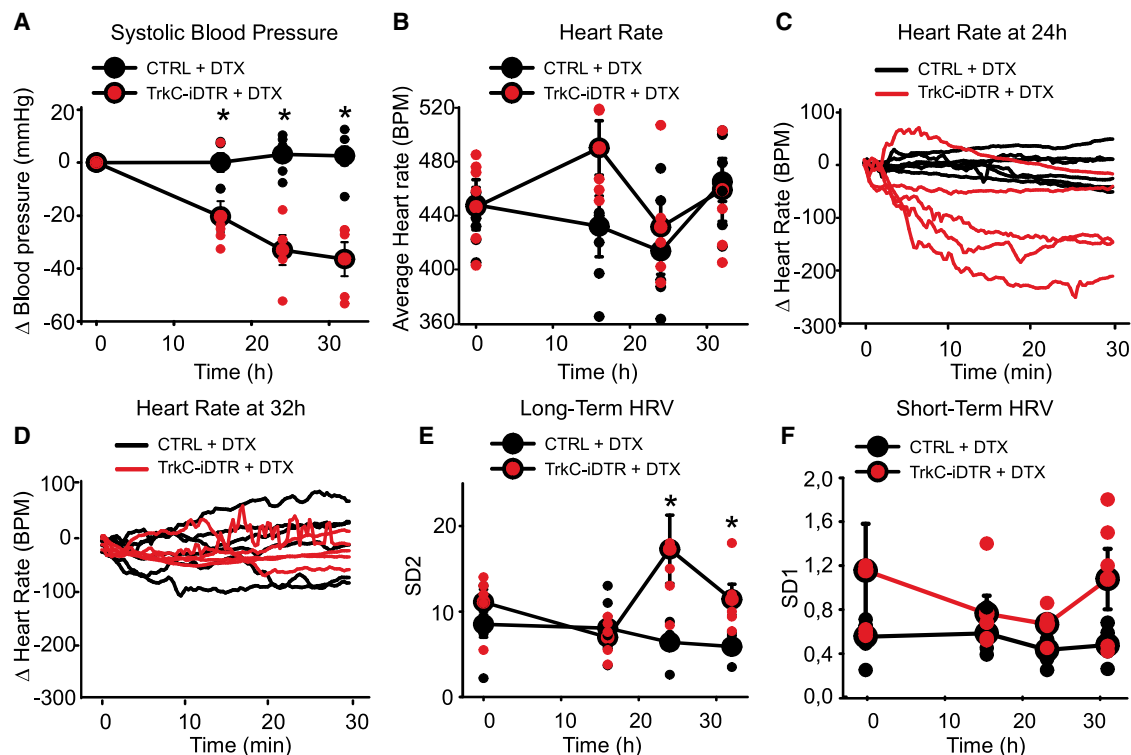 A
Systolic Blood Pressure
CTRL + DTX
TrkC-iDTR + DTX
* * *
Δ Blood pressure (mmHg)
20
0
-20
-40
-60
0 10 20 30
Time (h)
B
Heart Rate
CTRL + DTX
TrkC-iDTR + DTX
Average Heart rate (BPM)
520
480
440
400
360
0 10 20 30
Time (h)
C
Heart Rate at 24h
CTRL + DTX
TrkC-iDTR + DTX
Δ Heart Rate (BPM)
100
0
-100
-200
-300
0 10 20 30
Time (min)
D
Heart Rate at 32h
CTRL + DTX
TrkC-iDTR + DTX
Δ Heart Rate (BPM)
100
0
-100
-200
-300
0 10 20 30
Time (min)
E
Long-Term HRV
CTRL + DTX
TrkC-iDTR + DTX
* *
SD2
20
10
0
0 10 20 30
Time (h)
F
Short-Term HRV
CTRL + DTX
TrkC-iDTR + DTX
SD1
2,0
1.6
1,2
0,8
0,4
0,0
0 10 20 30
Time (h)